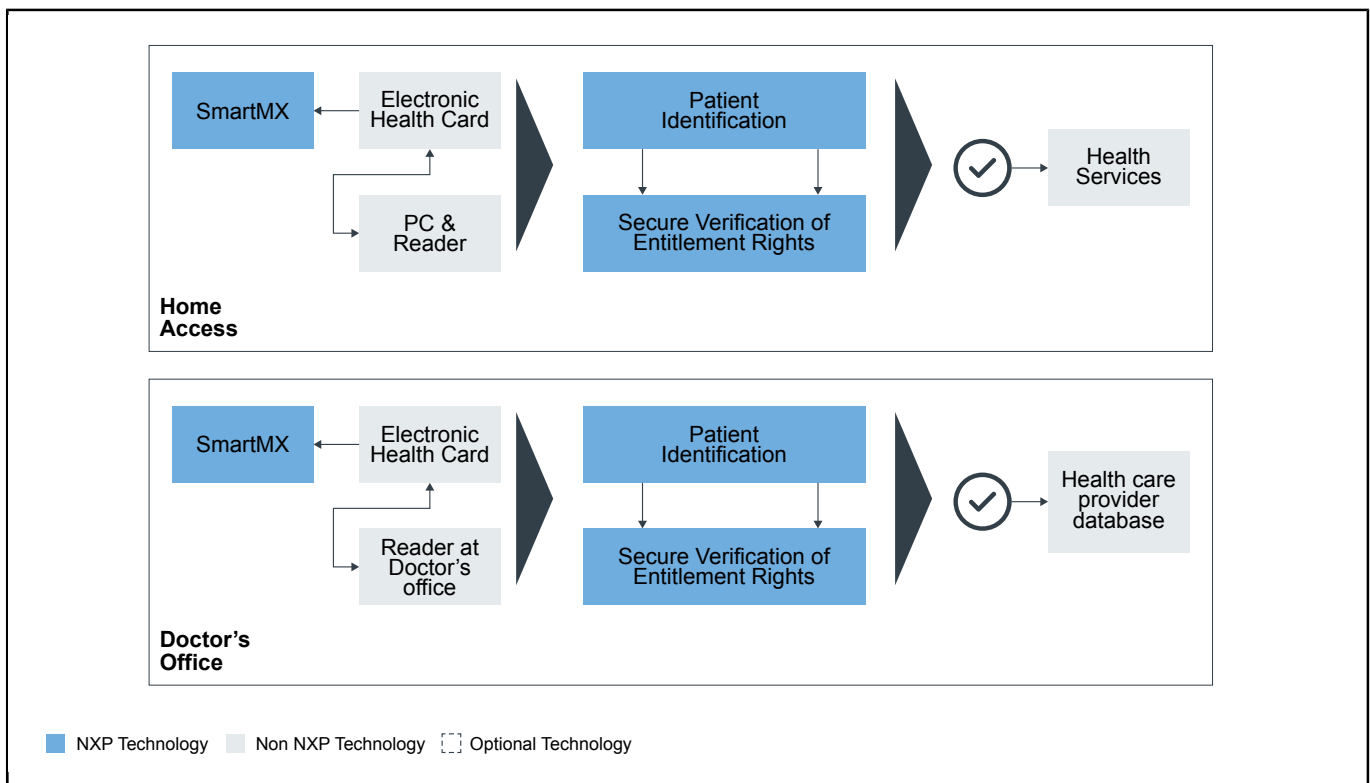 SmartMX
Electronic
Health Card
PC &
Reader
Patient
Identification
Secure Verification of
Entitlement Rights
Health
Services
Home
Access
SmartMX
Electronic
Health Card
Reader at
Doctor’s
office
Patient
Identification
Secure Verification of
Entitlement Rights
Health care
provider
database
Doctor’s
Office
NXP Technology
Non NXP Technology
Optional Technology